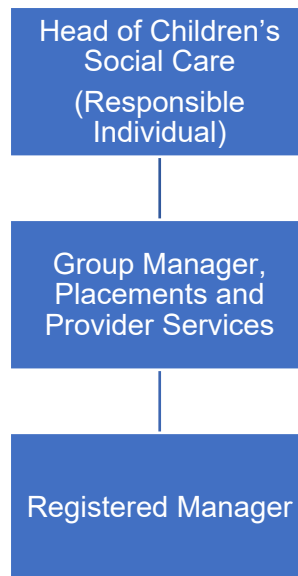 Head of Children’s
Social Care
(Responsible
Individual)
Group Manager,
Placements and
Provider Services
Registered Manager